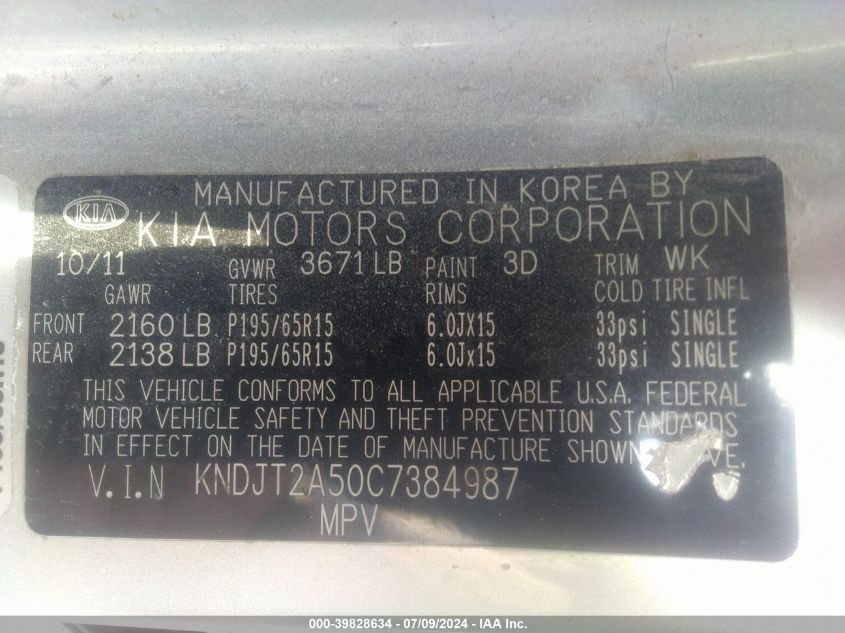 MANUFACTURED IN KOREA BY
KIA KIA MOTORS CORPORATION
10/11 GVWR 3671LB PAINT 3D TRIM WK
GAWR TIRES RIMS COLD TIRE INFL
FRONT 2160 LB P195/65R15 6.0JX15 33psi SINGLE
REAR 2138 LB P195/65R15 6.0Jx15 33psi SINGLE
THIS VEHICLE CONFORMS TO ALL APPLICABLE U.S.A. FEDERAL
MOTOR VEHICLE SAFETY AND THEFT PREVENTION STANDARDS
IN EFFECT ON THE DATE OF MANUFACTURE SHOWN
V.I.N KNDJT2A50C7384987
MPV
000-39828634 - 07/09/2024 - IAA Inc.